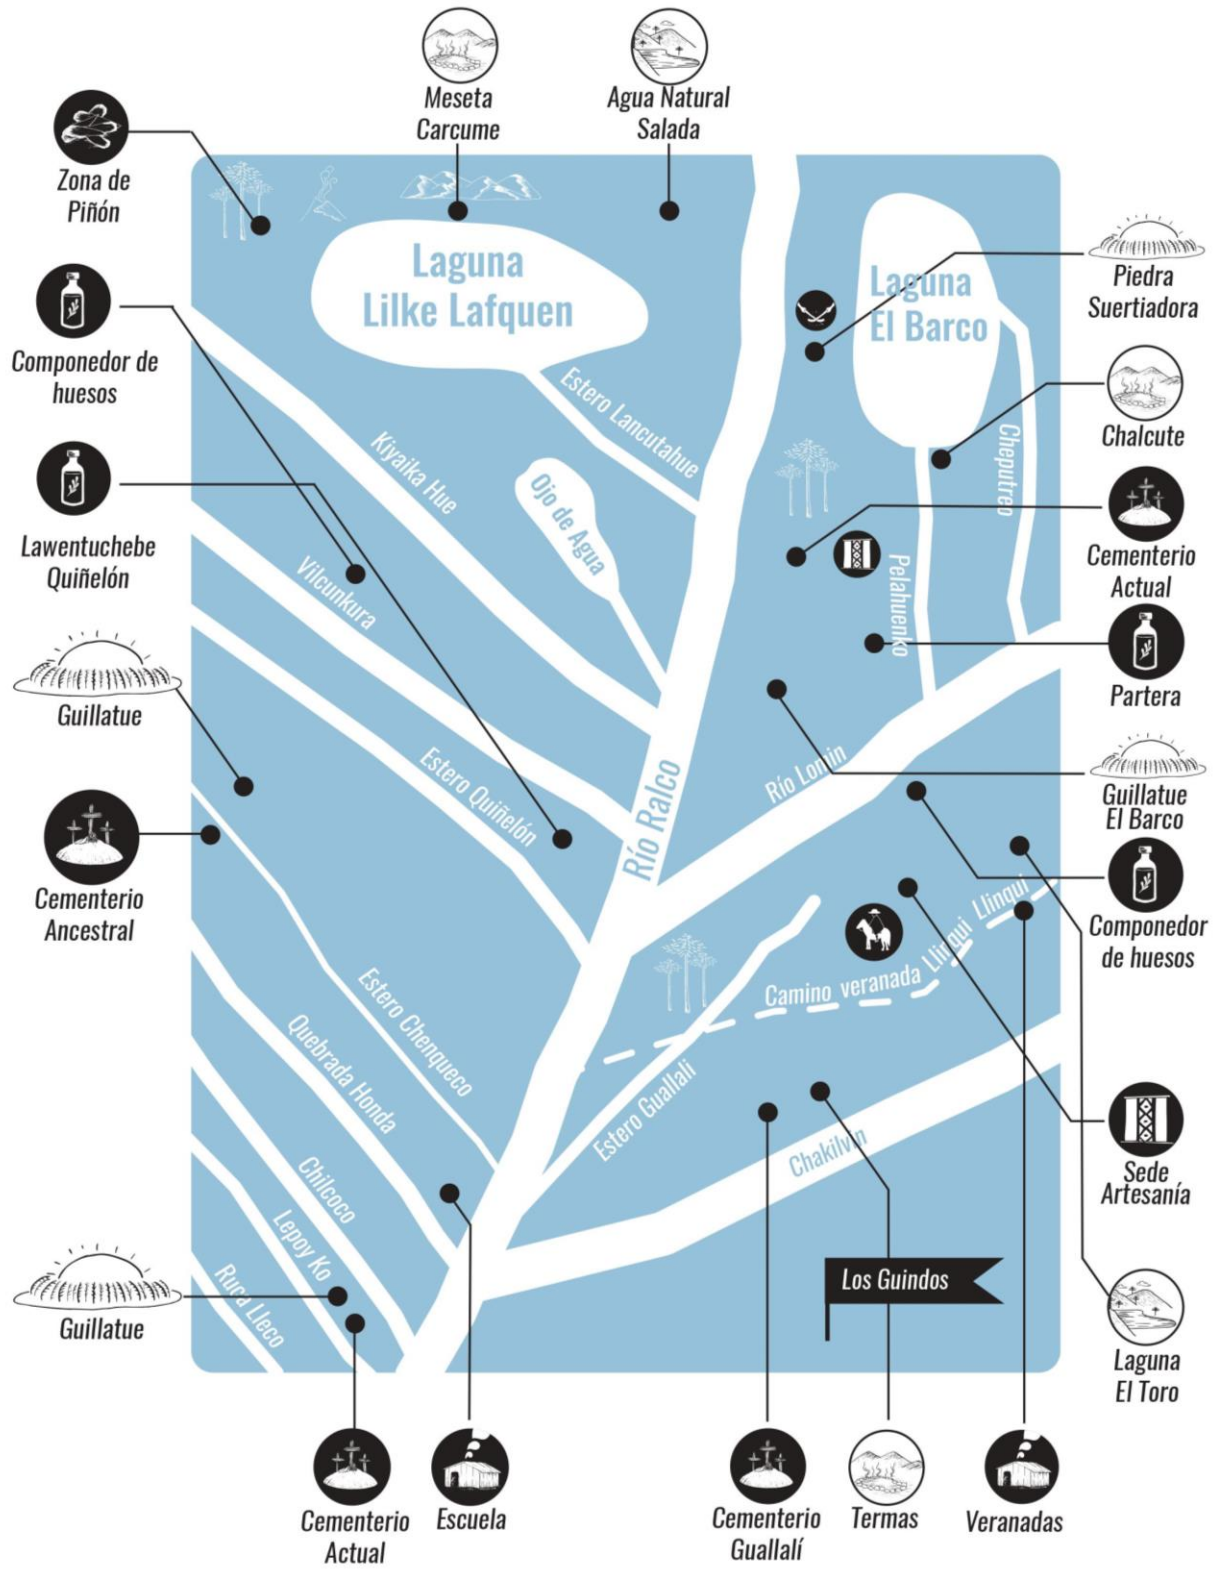 Meseta
Carcume
Agua Natural
Salada
Zona de
Piñón
Laguna
Lilke Lafquen
Laguna
El Barco
Piedra
Suertiadora
Componedor de
huesos
Estero Lancutahue
Kiyaika Hue
Cheputreo
Chalcute
Ojo de Agua
Lawentuchebe
Quiñelón
Vilcunkura
Pelahuenko
Cementerio
Actual
Guillatue
Partera
Estero Quiñelón
Río Ralco
Río Lomin
Guillatue
El Barco
Cementerio
Ancestral
Llinqui
Llinqui
Camino veranada
Componedor
de huesos
Estero Chenqueco
Quebrada Honda
Estero Guallali
Chakilvin
Sede
Artesanía
Chilcoco
Lepoy Ko
Ruca Lleco
Los Guindos
Guillatue
Laguna
El Toro
Cementerio
Actual
Escuela
Cementerio
Guallalí
Termas
Veranadas